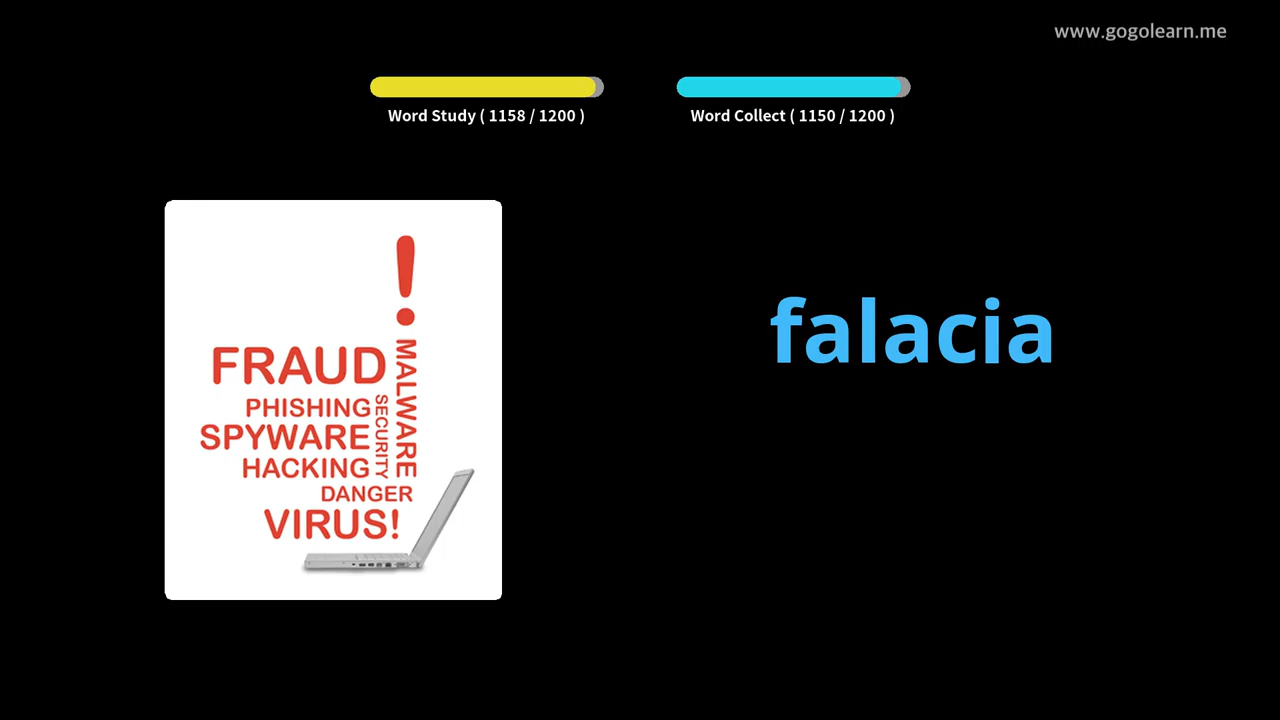 www.gogolearn.me
Word Study ( 1158 / 1200 )
Word Collect ( 1150 / 1200 )
!
FRAUD
PHISHING
SPYWARE
HACKING
DANGER
VIRUS!
SECURITY
MALWARE
falacia